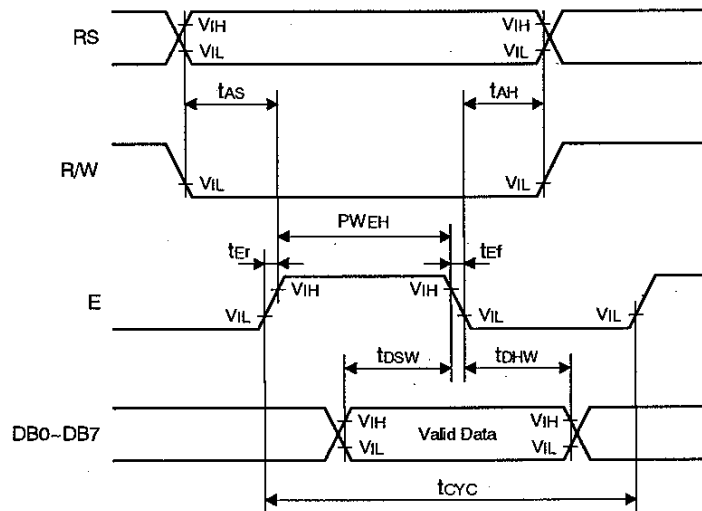 RS
VIH
VIH
VIL
VIL
tAS
tAH
R/W
VIL
VIL
PWEH
tEr
tEf
E
VIH
VIH
VIL
VIL
VIL
tDSW
tDHW
DB0~DB7
VIH
Valid Data
VIH
VIL
VIL
tCYC